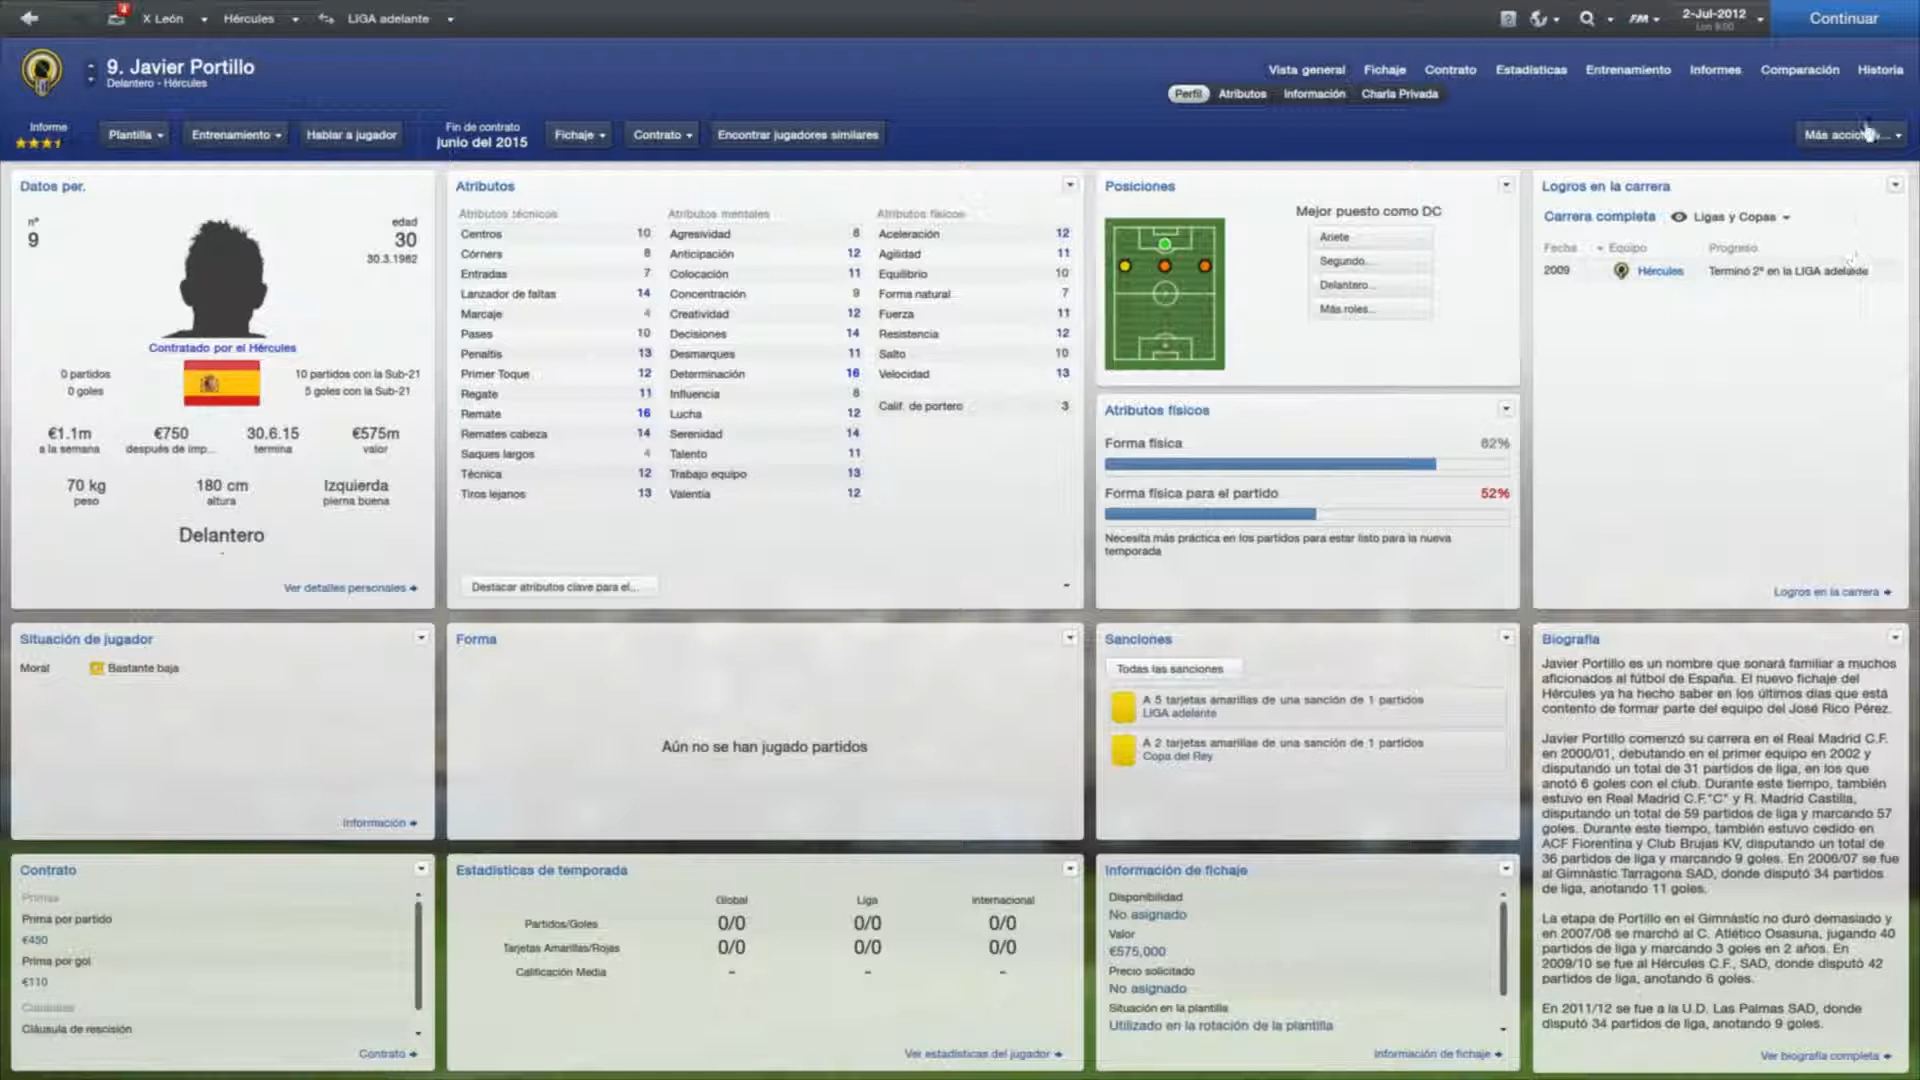 4
X León
Hércules
LIGA adelante
2-Jul-2012
Lun 9:00
Continuar
9. Javier Portillo
Delantero - Hércules
Vista general
Fichaje
Contrato
Estadísticas
Entrenamiento
Informes
Comparación
Historia
Perfil
Atributos
Información
Charla Privada
Informe
Plantilla
Entrenamiento
Hablar a jugador
Fin de contrato
junio del 2015
Fichaje
Contrato
Encontrar jugadores similares
Datos per.
nº
9
edad
30
30.3.1982
Contratado por el Hércules
0 partidos
0 goles
10 partidos con la Sub-21
5 goles con la Sub-21
€1.1m
a la semana
€750
después de imp...
30.6.15
termina
€575m
valor
70 kg
peso
180 cm
altura
Izquierda
pierna buena
Delantero
-
Ver detalles personales
Atributos
Atributos técnicos
Centros 10
Córners 8
Entradas 7
Lanzador de faltas 14
Marcaje 4
Pases 10
Penaltis 13
Primer Toque 12
Regate 11
Remate 16
Remates cabeza 14
Saques largos 4
Técnica 12
Tiros lejanos 13
Atributos mentales
Agresividad 8
Anticipación 12
Colocación 11
Concentración 9
Creatividad 12
Decisiones 14
Desmarques 11
Determinación 16
Influencia 8
Lucha 12
Serenidad 14
Talento 11
Trabajo equipo 13
Valentía 12
Atributos físicos
Aceleración 12
Agilidad 11
Equilibrio 10
Forma natural 7
Fuerza 11
Resistencia 12
Salto 10
Velocidad 13
Calif. de portero 3
Destacar atributos clave para el...
Posiciones
Mejor puesto como DC
Ariete
Segundo...
Delantero...
Más roles...
Atributos físicos
Forma física 82%
Forma física para el partido 52%
Necesita más práctica en los partidos para estar listo para la nueva
temporada
Logros en la carrera
Carrera completa
Ligas y Copas
Fecha
Equipo
Progreso
2009
Hércules
Terminó 2º en la LIGA adelante
Logros en la carrera
Situación de jugador
Moral
Bastante baja
Información
Forma
Aún no se han jugado partidos
Sanciones
Todas las sanciones
A 5 tarjetas amarillas de una sanción de 1 partidos
LIGA adelante
A 2 tarjetas amarillas de una sanción de 1 partidos
Copa del Rey
Biografía
Javier Portillo es un nombre que sonará familiar a muchos
aficionados al fútbol de España. El nuevo fichaje del
Hércules ya ha hecho saber en los últimos días que está
contento de formar parte del equipo del José Rico Pérez.
Javier Portillo comenzó su carrera en el Real Madrid C.F.
en 2000/01, debutando en el primer equipo en 2002 y
disputando un total de 31 partidos de liga, en los que
anotó 6 goles con el club. Durante este tiempo, también
estuvo en Real Madrid C.F."C" y R. Madrid Castilla,
disputando un total de 59 partidos de liga y marcando 57
goles. Durante este tiempo, también estuvo cedido en
ACF Fiorentina y Club Brujas KV, disputando un total de
36 partidos de liga y marcando 9 goles. En 2006/07 se fue
al Gimnàstic Tarragona SAD, donde disputó 34 partidos
de liga, anotando 11 goles.
La etapa de Portillo en el Gimnàstic no duró demasiado y
en 2007/08 se marchó al C. Atlético Osasuna, jugando 40
partidos de liga y marcando 3 goles en 2 años. En
2009/10 se fue al Hércules C.F., SAD, donde disputó 42
partidos de liga, anotando 6 goles.
En 2011/12 se fue a la U.D. Las Palmas SAD, donde
disputó 34 partidos de liga, anotando 9 goles.
Ver biografía completa
Contrato
Primas
Prima por partido
€450
Prima por gol
€110
Cláusulas
Cláusula de rescisión
Contrato
Estadísticas de temporada
Global
Liga
Internacional
Partidos/Goles 0/0 0/0 0/0
Tarjetas Amarillas/Rojas 0/0 0/0 0/0
Calificación Media - - -
Ver estadísticas del jugador
Información de fichaje
Disponibilidad
No asignado
Valor
€575,000
Precio solicitado
No asignado
Situación en la plantilla
Utilizado en la rotación de la plantilla
Información de fichaje